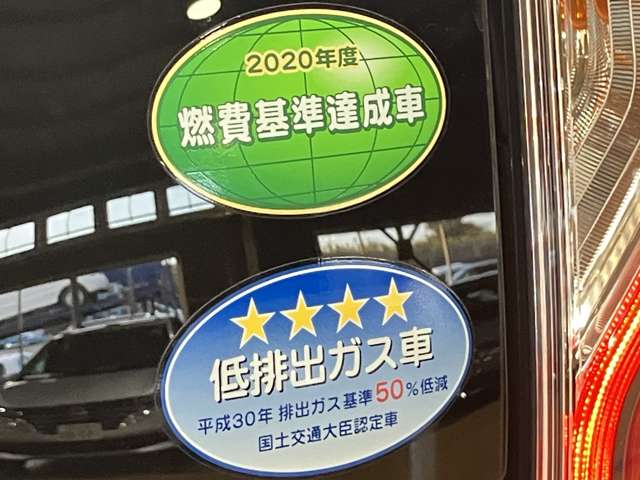 2020年度
燃費基準達成車
低排出ガス車
平成30年 排出ガス基準50%低減
国土交通大臣認定車